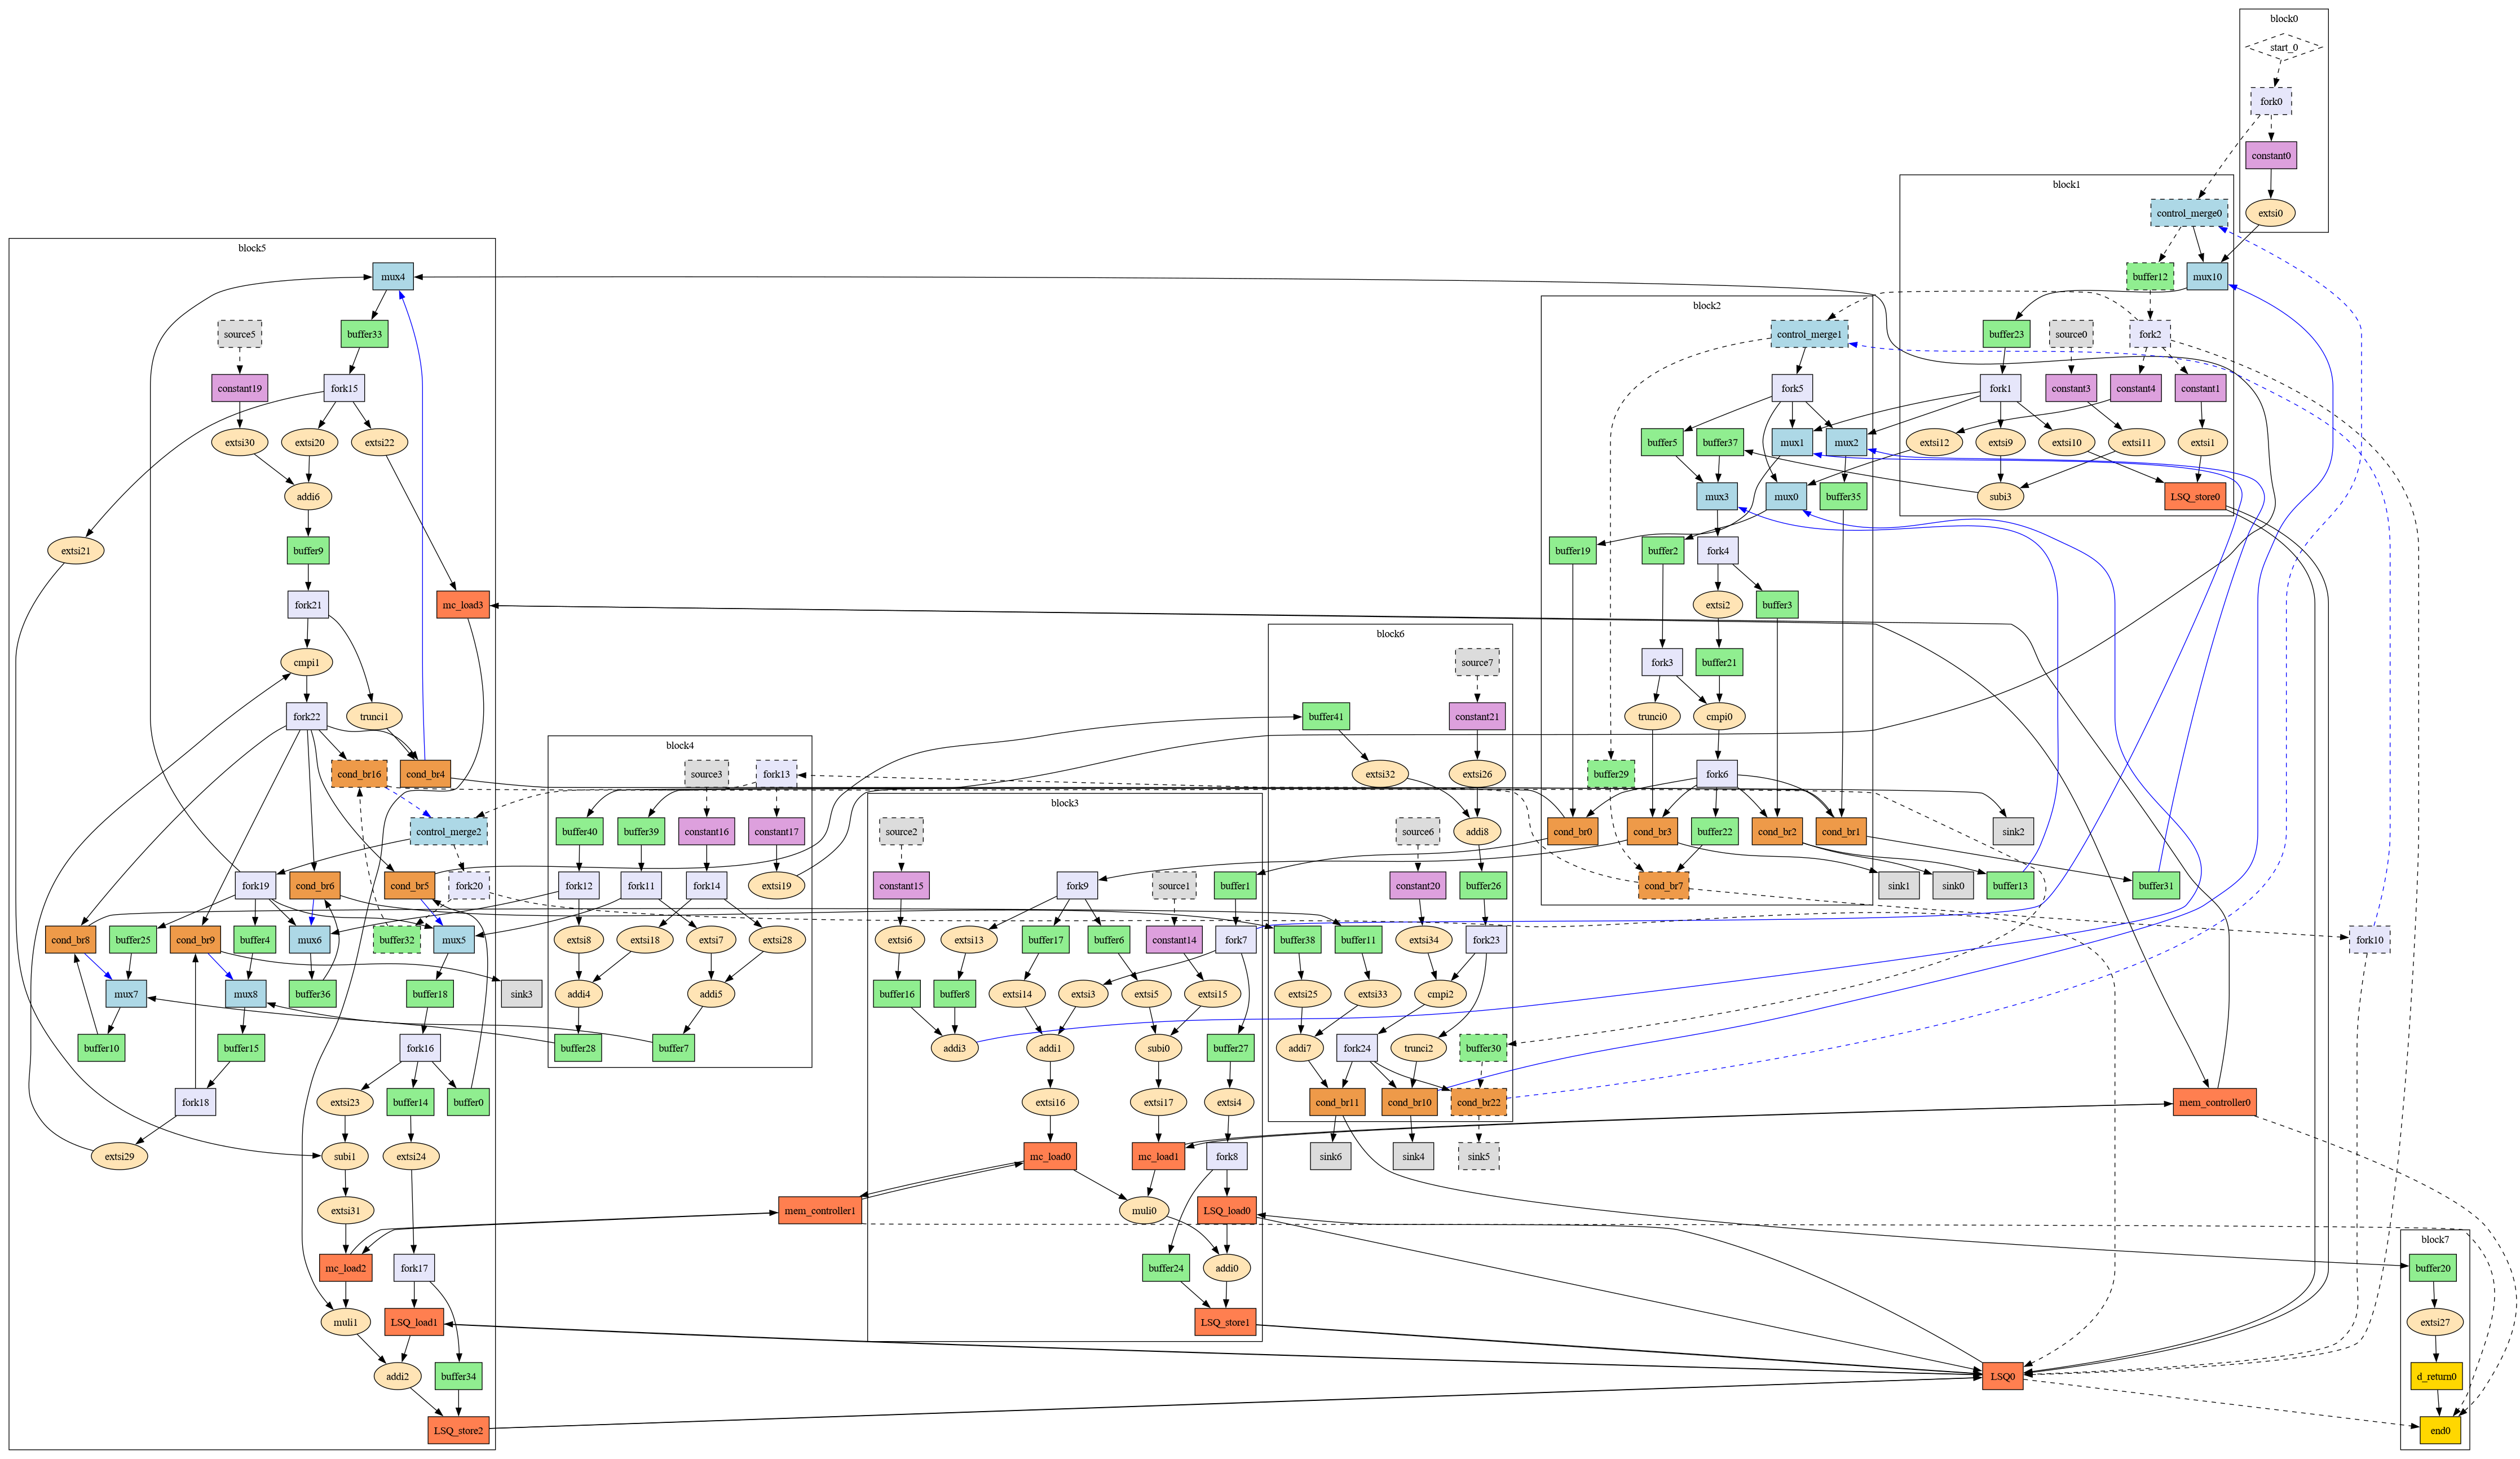 block0
start_0
fork0
constant0
extsi0
block1
control_merge0
buffer12
mux10
buffer23
source0
fork2
fork1
constant3
constant4
constant1
extsi12
extsi9
extsi10
extsi11
extsi1
subi3
LSQ_store0
block2
control_merge1
fork5
buffer5
buffer37
mux1
mux2
mux3
mux0
buffer35
buffer19
buffer2
fork4
extsi2
buffer3
fork3
buffer21
trunci0
cmpi0
buffer29
fork6
cond_br0
cond_br3
buffer22
cond_br2
cond_br1
cond_br7
sink2
sink1
sink0
buffer13
buffer31
fork10
block5
mux4
source5
buffer33
constant19
fork15
extsi30
extsi20
extsi22
addi6
extsi21
buffer9
fork21
mc_load3
cmpi1
fork22
trunci1
cond_br16
cond_br4
control_merge2
fork19
cond_br6
cond_br5
fork20
cond_br8
buffer25
cond_br9
buffer4
mux6
buffer32
mux5
mux7
mux8
buffer36
buffer18
sink3
buffer10
buffer15
fork16
fork18
extsi23
buffer14
buffer0
extsi29
subi1
extsi24
extsi31
mc_load2
fork17
muli1
LSQ_load1
addi2
buffer34
LSQ_store2
block4
source3
fork13
buffer40
buffer39
constant16
constant17
fork12
fork11
fork14
extsi19
extsi8
extsi18
extsi7
extsi28
addi4
addi5
buffer28
buffer7
block3
source2
constant15
fork9
source1
buffer1
extsi6
extsi13
buffer17
buffer6
constant14
fork7
buffer16
buffer8
extsi14
extsi3
extsi5
extsi15
addi3
addi1
subi0
buffer27
extsi16
extsi17
extsi4
mc_load0
mc_load1
fork8
mem_controller1
muli0
LSQ_load0
buffer24
addi0
LSQ_store1
block6
source7
buffer41
constant21
extsi32
extsi26
source6
addi8
constant20
buffer26
buffer38
buffer11
extsi34
fork23
extsi25
extsi33
cmpi2
addi7
fork24
trunci2
buffer30
cond_br11
cond_br10
cond_br22
sink6
sink4
sink5
mem_controller0
LSQ0
block7
buffer20
extsi27
d_return0
end0